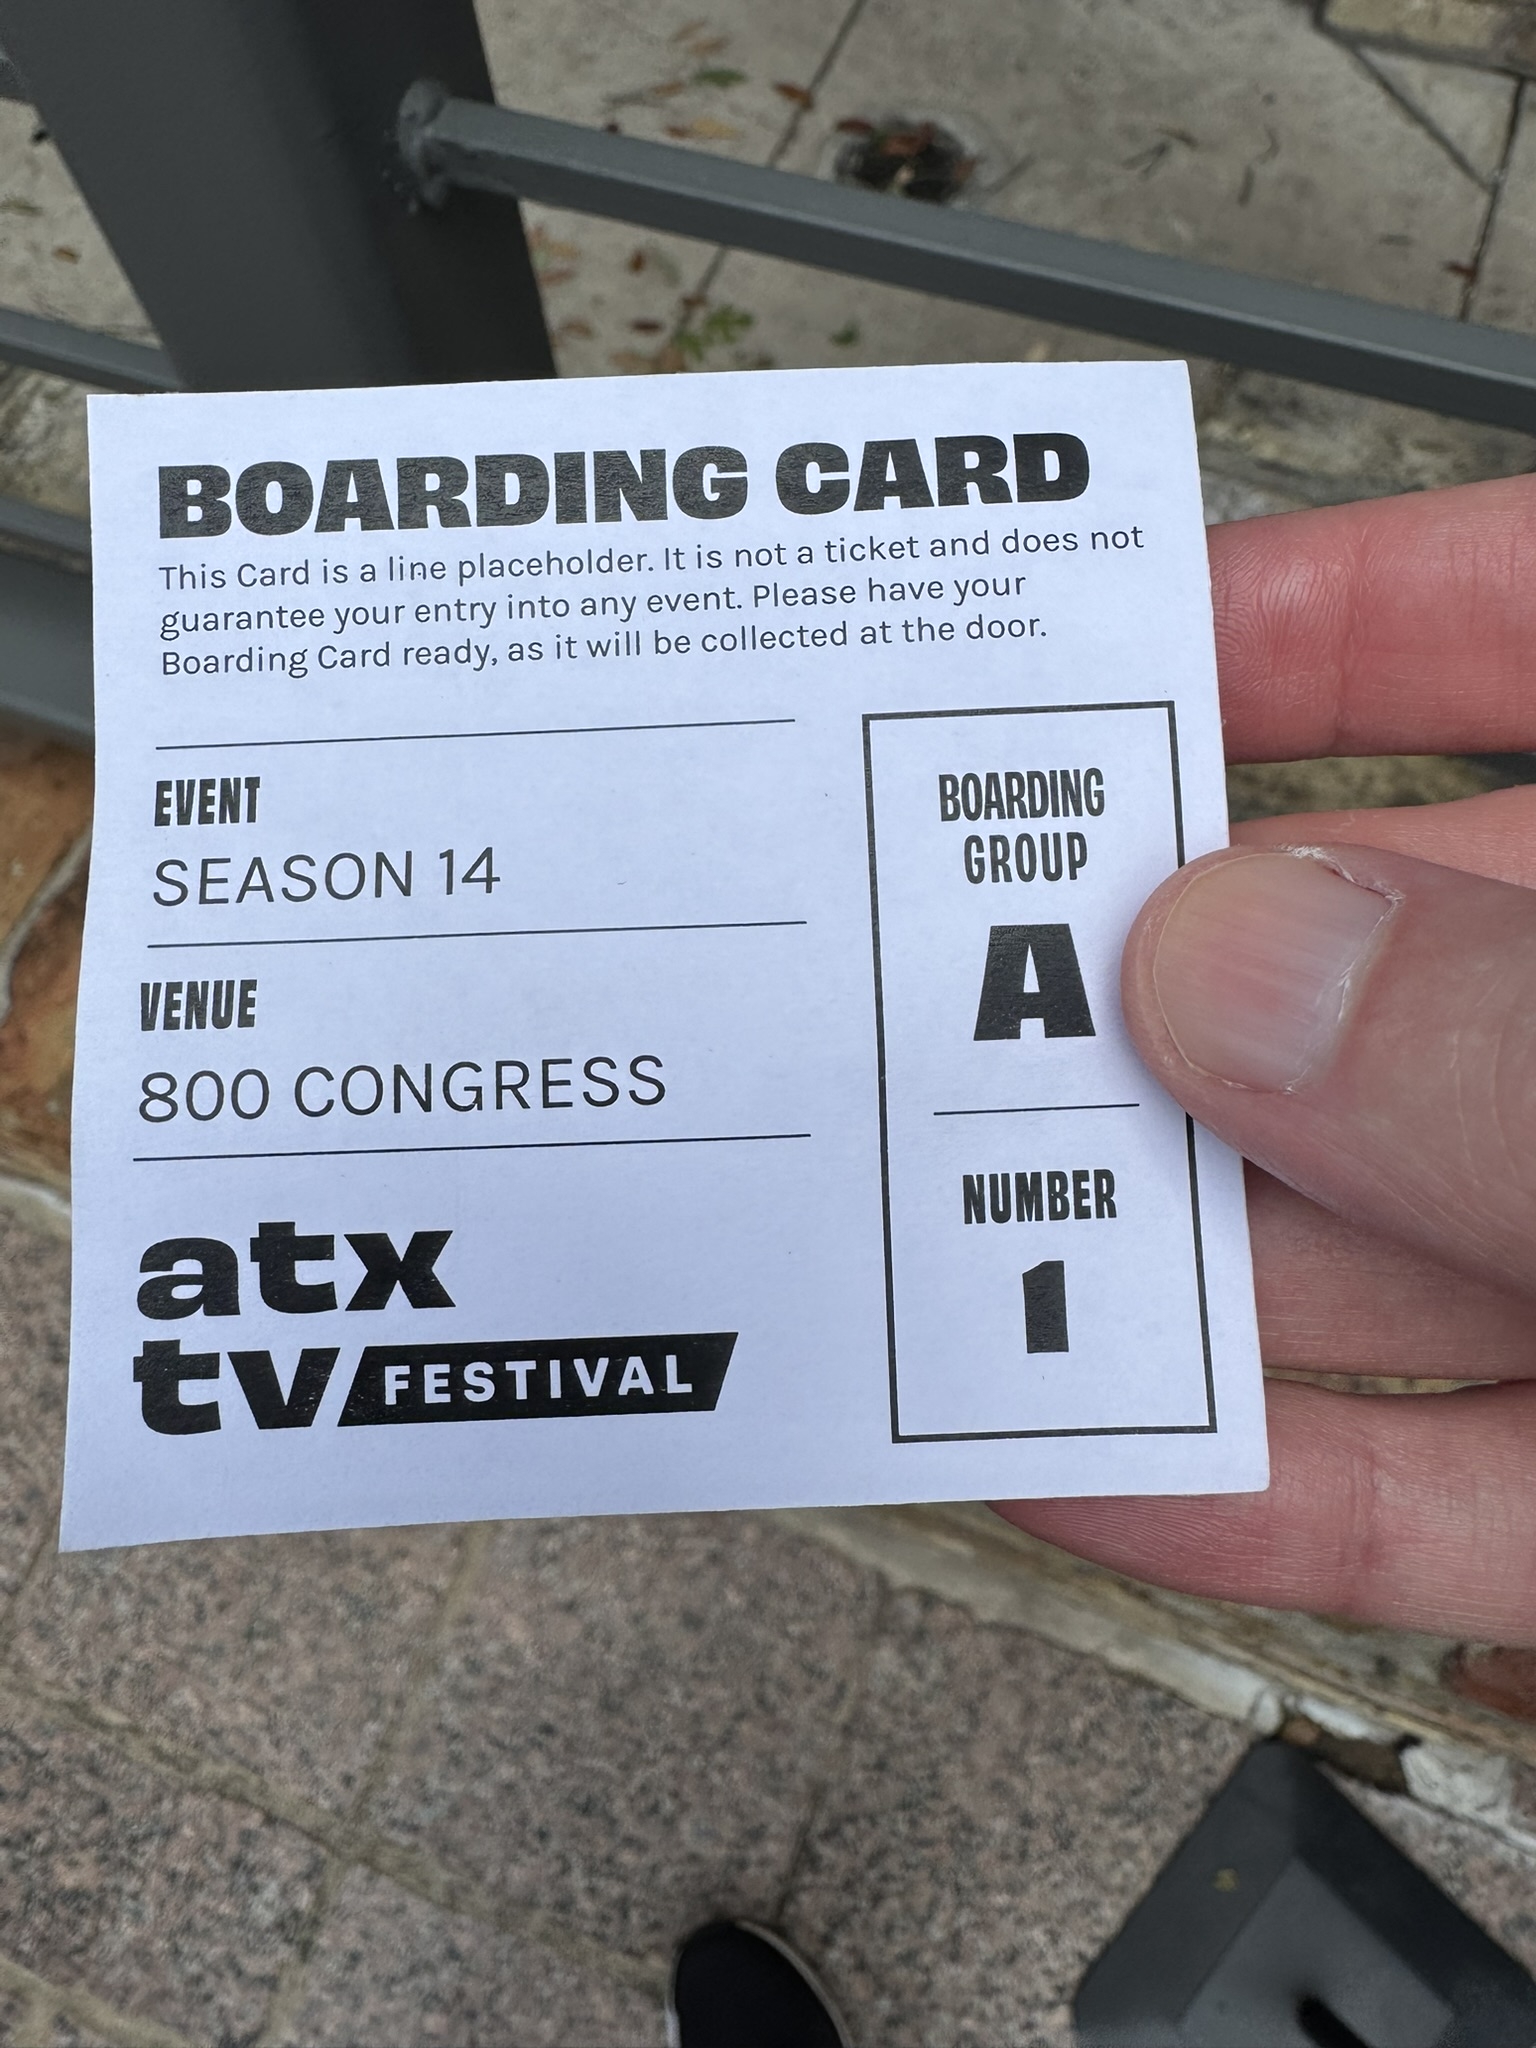 BOARDING CARD
This Card is a line placeholder. It is not a ticket and does not
guarantee your entry into any event. Please have your
Boarding Card ready, as it will be collected at the door.
EVENT
SEASON 14
VENUE
800 CONGRESS
atx
tv FESTIVAL
BOARDING
GROUP
A
NUMBER
1